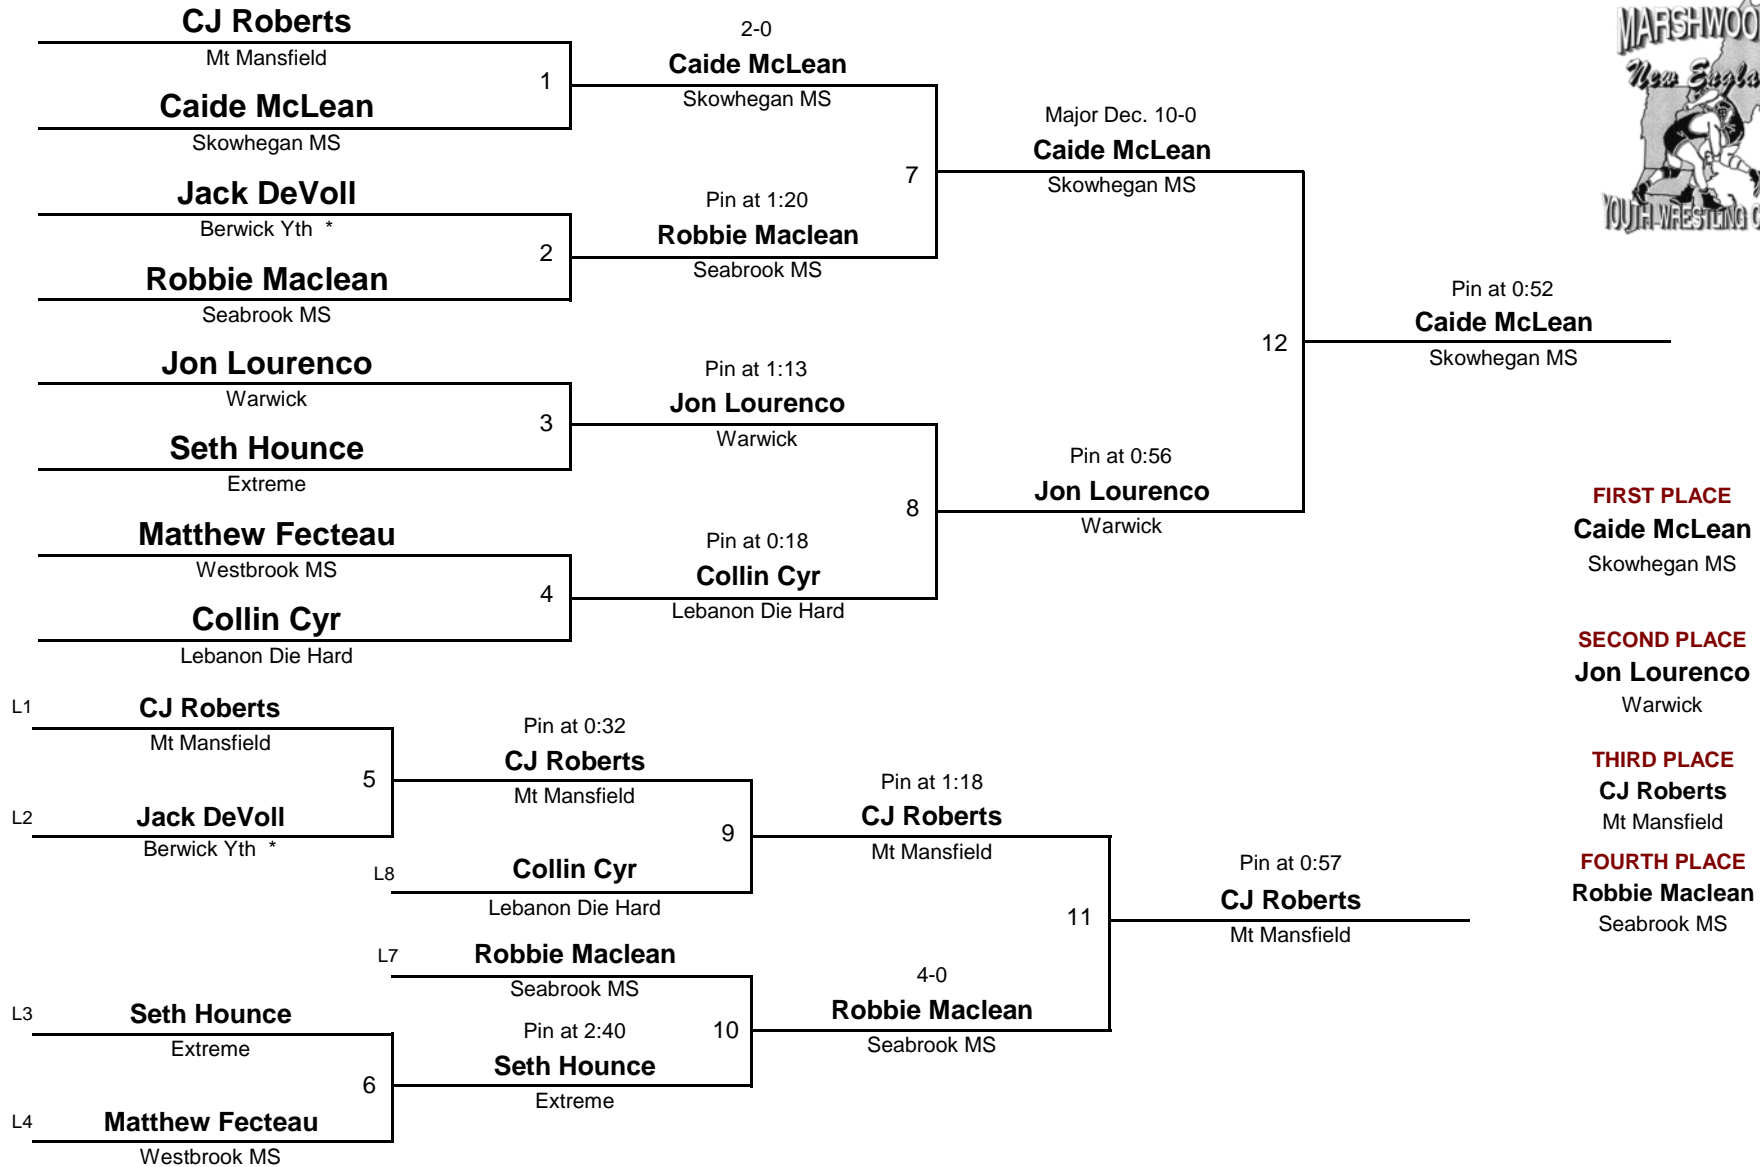 CJ Roberts
Mt Mansfield
1
Caide McLean
Skowhegan MS
Jack DeVoll
Berwick Yth *
2
Robbie Maclean
Seabrook MS
Jon Lourenco
Warwick
3
Seth Hounce
Extreme
Matthew Fecteau
Westbrook MS
4
Collin Cyr
Lebanon Die Hard
2-0
Caide McLean
Skowhegan MS
7
Pin at 1:20
Robbie Maclean
Seabrook MS
Pin at 1:13
Jon Lourenco
Warwick
8
Pin at 0:18
Collin Cyr
Lebanon Die Hard
Major Dec. 10-0
Caide McLean
Skowhegan MS
12
Pin at 0:56
Jon Lourenco
Warwick
Pin at 0:52
Caide McLean
Skowhegan MS
L1 CJ Roberts
Mt Mansfield
5
L2 Jack DeVoll
Berwick Yth *
Pin at 0:32
CJ Roberts
Mt Mansfield
9
L8 Collin Cyr
Lebanon Die Hard
L7 Robbie Maclean
Seabrook MS
10
L3 Seth Hounce
Extreme
6
L4 Matthew Fecteau
Westbrook MS
Pin at 2:40
Seth Hounce
Extreme
Pin at 1:18
CJ Roberts
Mt Mansfield
11
4-0
Robbie Maclean
Seabrook MS
Pin at 0:57
CJ Roberts
Mt Mansfield
MARSHWOO
New Engla
YOUTH WRESTLING C
FIRST PLACE
Caide McLean
Skowhegan MS
SECOND PLACE
Jon Lourenco
Warwick
THIRD PLACE
CJ Roberts
Mt Mansfield
FOURTH PLACE
Robbie Maclean
Seabrook MS